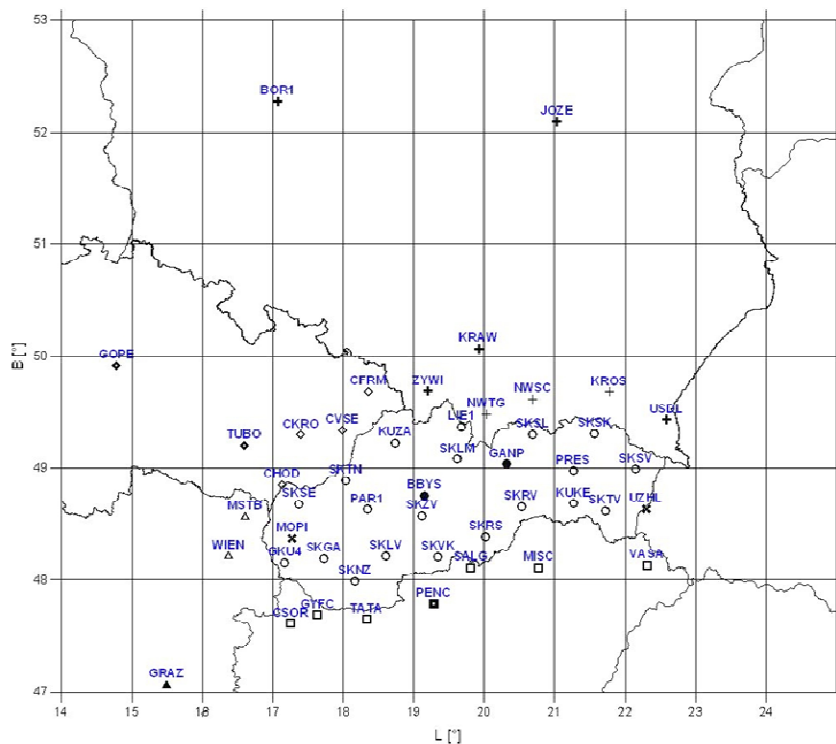 53
BOR1
52
JOZE
51
50
GOPE
KRAW
CFRM
ZYWI
NWTG
NWSC
KROS
USDL
TUBO
CKRO
CVSE
KUZA
LIE1
SKSL
SKSK
49
CHOD
SKTN
SKLM
GANP
PRES
SKSV
MSTB
SKSE
PAR1
BBYS
SKZV
SKRV
KUKE
SKTV
UZHL
WIEN
MOPI
GKU4
SKGA
SKLV
SKVK
SKRS
48
SKNZ
SALG
MISC
VASA
CSOR
GYFC
TATA
PENC
GRAZ
47
14 15 16 17 18 19 20 21 22 23 24
B [°]
L [°]